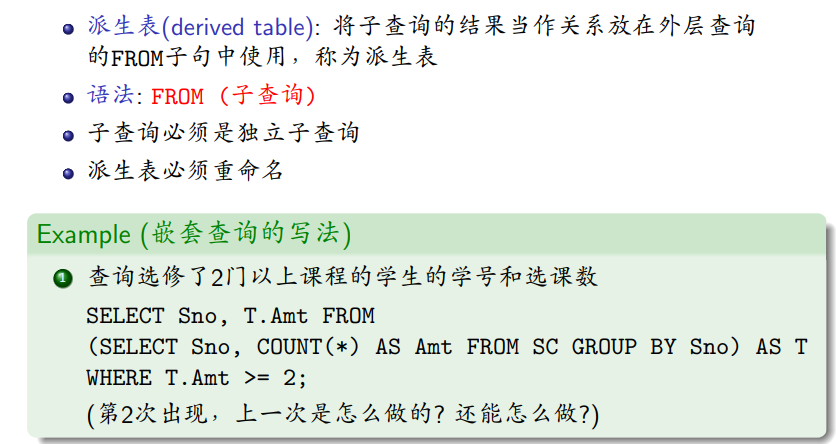 派生表(derived table): 将子查询的结果当作关系放在外层查询
的FROM子句中使用，称为派生表
语法: FROM (子查询)
子查询必须是独立子查询
派生表必须重命名
Example (嵌套查询的写法)
1 查询选修了2门以上课程的学生的学号和选课数
SELECT Sno, T.Amt FROM
(SELECT Sno, COUNT(*) AS Amt FROM SC GROUP BY Sno) AS T
WHERE T.Amt >= 2;
(第2次出现，上一次是怎么做的? 还能怎么做?)